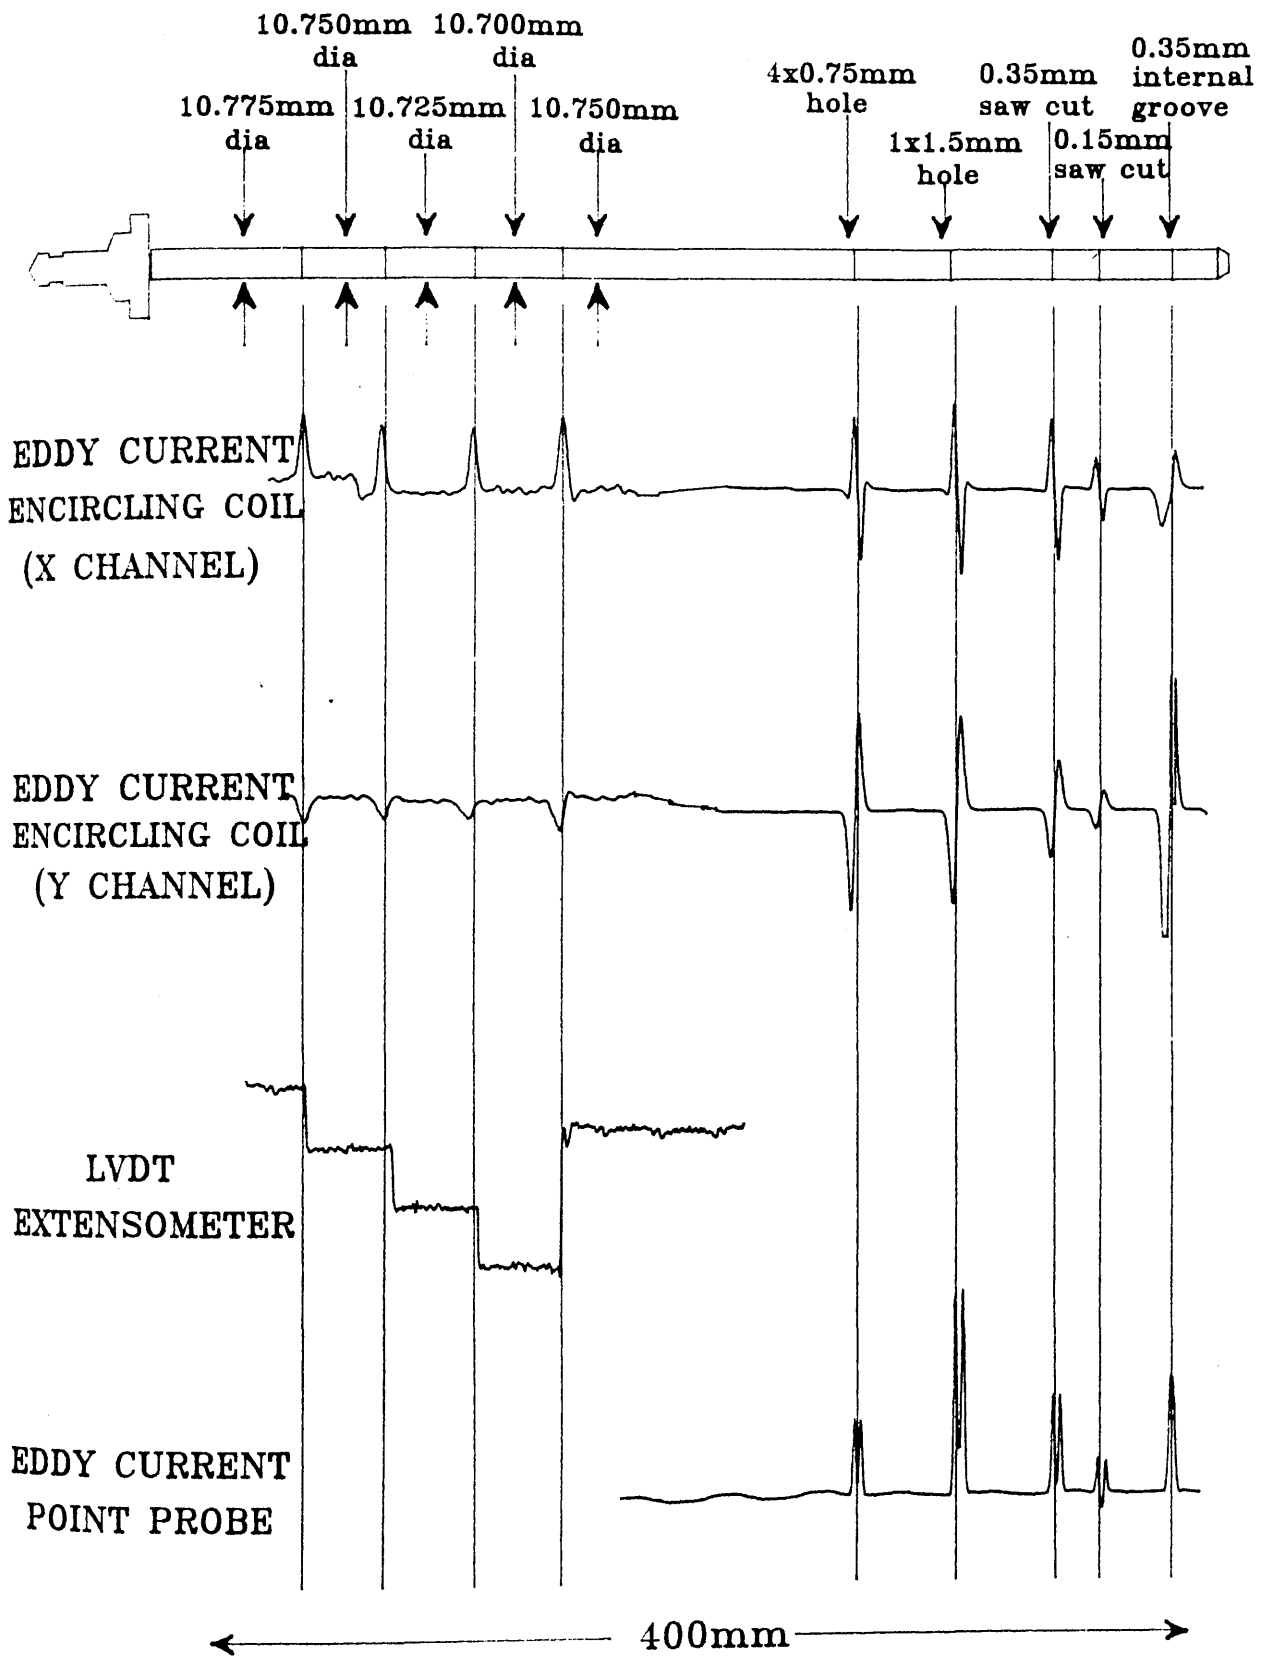 10.750mm 10.700mm
dia dia
10.775mm 10.725mm 10.750mm
dia dia dia
4x0.75mm
hole
1x1.5mm
hole
0.35mm
saw cut
0.15mm
saw cut
0.35mm
internal
groove
EDDY CURRENT
ENCIRCLING COIL
(X CHANNEL)
EDDY CURRENT
ENCIRCLING COIL
(Y CHANNEL)
LVDT
EXTENSOMETER
EDDY CURRENT
POINT PROBE
400mm